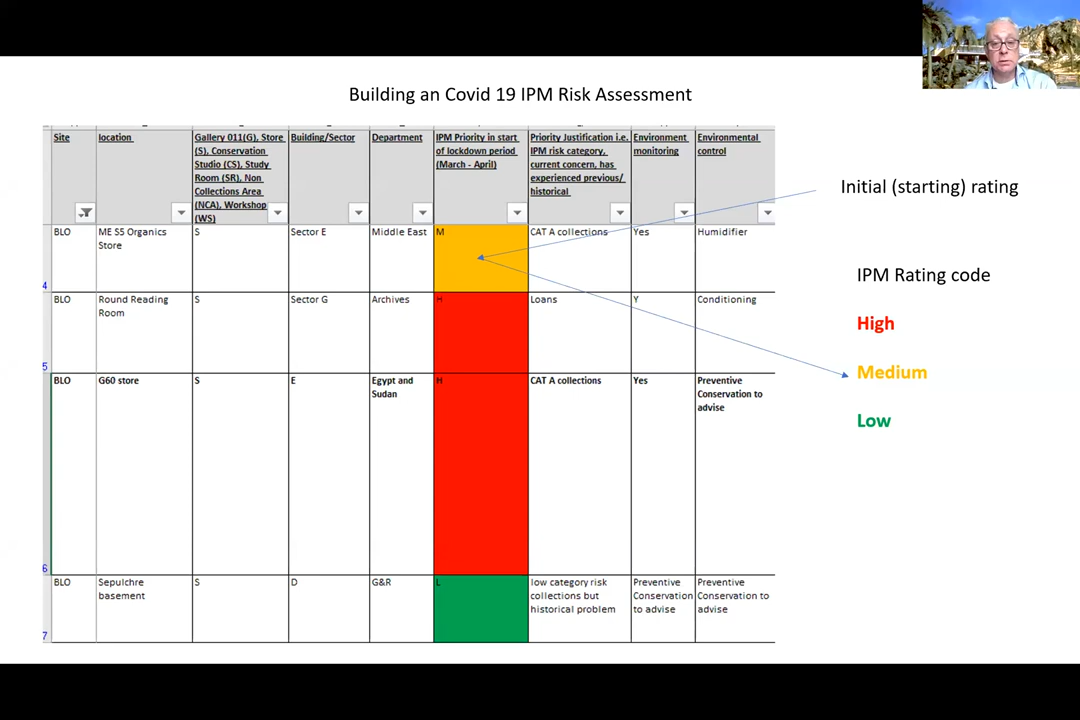 Building an Covid 19 IPM Risk Assessment
Site
location
Gallery 011(G), Store
(S), Conservation
Studio (CS), Study
Room (SR), Non
Collections Area
(NCA), Workshop
(WS)
Building/Sector
Department
IPM Priority in start
of lockdown period
(March - April)
Priority Justification i.e.
IPM risk category,
current concern, has
experienced previous/
historical
Environment
monitoring
Environmental
control
4
BLO
ME S5 Organics
Store
S
Sector E
Middle East
M
CAT A collections
Yes
Humidifier
5
BLO
Round Reading
Room
S
Sector G
Archives
H
Loans
Y
Conditioning
6
BLO
G60 store
S
E
Egypt and
Sudan
H
CAT A collections
Yes
Preventive
Conservation to
advise
7
BLO
Sepulchre
basement
S
D
G&R
L
low category risk
collections but
historical problem
Preventive
Conservation
to advise
Preventive
Conservation to
advise
Initial (starting) rating
IPM Rating code
High
Medium
Low